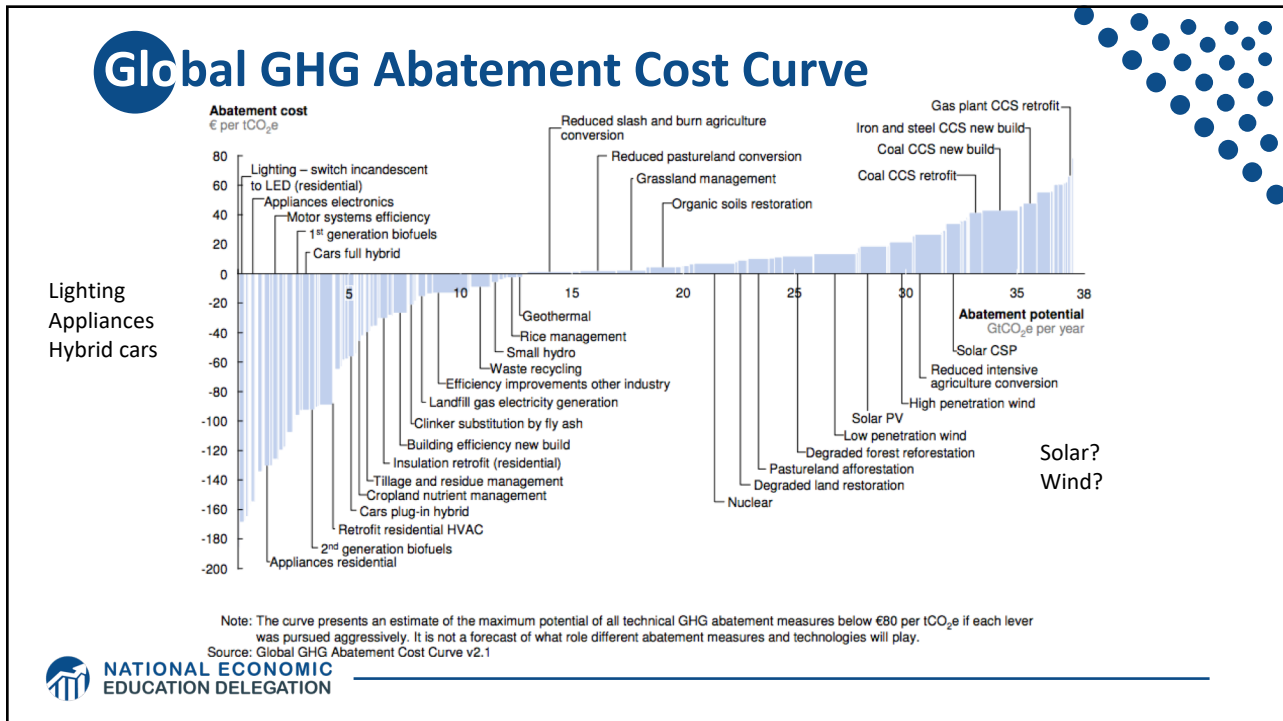 Global GHG Abatement Cost Curve
Abatement cost
€ per tCO₂e
80
60
40
20
0
-20
-40
-60
-80
-100
-120
-140
-160
-180
-200
Lighting – switch incandescent
to LED (residential)
Appliances electronics
Motor systems efficiency
1st generation biofuels
Cars full hybrid
Reduced slash and burn agriculture
conversion
Reduced pastureland conversion
Grassland management
Organic soils restoration
Gas plant CCS retrofit
Iron and steel CCS new build
Coal CCS new build
Coal CCS retrofit
5
10
15
20
25
30
35
38
Abatement potential
GtCO₂e per year
Lighting
Appliances
Hybrid cars
Geothermal
Rice management
Small hydro
Waste recycling
Efficiency improvements other industry
Landfill gas electricity generation
Clinker substitution by fly ash
Building efficiency new build
Insulation retrofit (residential)
Tillage and residue management
Cropland nutrient management
Cars plug-in hybrid
Retrofit residential HVAC
2nd generation biofuels
Appliances residential
Solar CSP
Reduced intensive
agriculture conversion
High penetration wind
Solar PV
Low penetration wind
Degraded forest reforestation
Pastureland afforestation
Degraded land restoration
Nuclear
Solar?
Wind?
Note: The curve presents an estimate of the maximum potential of all technical GHG abatement measures below €80 per tCO₂e if each lever
was pursued aggressively. It is not a forecast of what role different abatement measures and technologies will play.
Source: Global GHG Abatement Cost Curve v2.1
NATIONAL ECONOMIC
EDUCATION DELEGATION